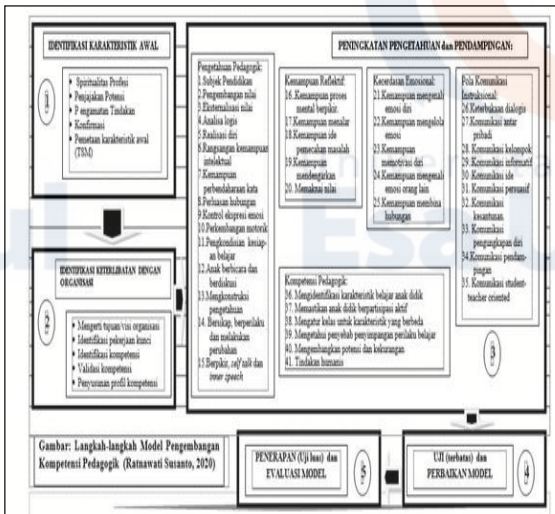 IDENTIFIKASI KARAKTERISTIK AWAL
1
Spiritualitas Profesi
Penjajakan Potensi
P engamatan Tindakan
Konfirmasi
Pemetaan karakteristik awal
(TSM)
IDENTIFIKASI KETERLIBATAN DENGAN
ORGANISASI
2
Mengerti tujuan/visi organisasi
Identifikasi pekerjaan kunci
Identifikasi kompetensi
Validasi kompetensi
Penyusunan profil kompetensi
PENINGKATAN PENGETAHUAN dan PENDAMPINGAN:
Pengetahuan Pedagogik:
1.Subjek Pendidikan
2.Pengembangan nilai
3.Eksternalisasi nilai
4.Analisa logis
5.Realisasi diri
6.Rangsangan kemampuan
intelektual
7.Kemampuan
perbendaharaan kata
8.Perluasan hubungan
9.Kontrol ekspresi emosi
10.Perkembangan motorik
11.Pengkondisian kesiap-
an belajar
12.Anak berbicara dan
berdiskusi
13.Mengkonstruksi
pengetahuan
14.Bersikap, berperilaku
dan melakukan
perubahan
15.Berpikir, self talk dan
inner speech
Kemampuan Reflektif:
16.Kemampuan proses
mental berpikir.
17.Kemampuan menalar
18.Kemampuan ide
pemecahan masalah
19.Kemampuan
mendengarkan
20. Memaknai nilai
Kecerdasan Emosional:
21.Kemampuan mengenali
emosi diri
22.Kemampuan mengelola
emosi
23.Kemampuan
memotivasi diri
24.Kemampuan mengenali
emosi orang lain
25.Kemampuan membina
hubungan
Pola Komunikasi
Instruksional:
26.Keterbukaan dialogis
27.Komunikasi antar
pribadi
28. Komunikasi kelompok
29. Komunikasi informatif
30. Komunikasi ide
31. Komunikasi persuasif
32. Komunikasi
kesantunan
33. Komunikasi
pengungkapan diri
34.Komunikasi pendam-
pingan
35. Komunikasi student-
teacher oriented
Kompetensi Pedagogik:
36. Mengidentifikasi karakteristik belajar anak didik
37. Memastikan anak didik berpartisipasi aktif
38. Mengatur kelas untuk karakteristik yang berbeda
39. Mengetahui penyebab penyimpangan perilaku belajar
40. Mengembangkan potensi dan kekurangan
41. Tindakan humanis
3
Gambar: Langkah-langkah Model Pengembangan
Kompetensi Pedagogik (Ratnawati Susanto, 2020)
PENERAPAN (Uji luas) dan
EVALUASI MODEL
5
UJI (terbatas) dan
PERBAIKAN MODEL
4
Esa